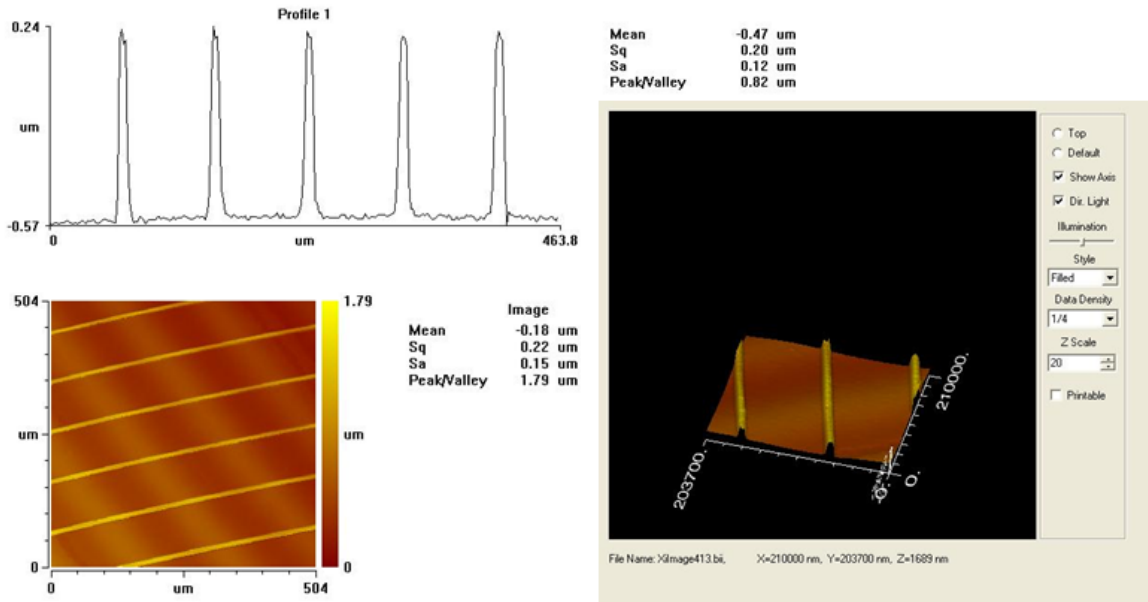 Profile 1
0.24
um
-0.57
0
um
463.8
Mean -0.47 um
Sq 0.20 um
Sa 0.12 um
Peak/Valley 0.82 um
504
um
0
0
um
504
1.79
um
0
Image
Mean -0.18 um
Sq 0.22 um
Sa 0.15 um
Peak/Valley 1.79 um
203700.
0.
210000.
Top
Default
Show Axis
Dir. Light
Illumination
Style
Filled
Data Density
1/4
Z Scale
20
Printable
File Name: XiImage413.bii, X=210000 nm, Y=203700 nm, Z=1689 nm